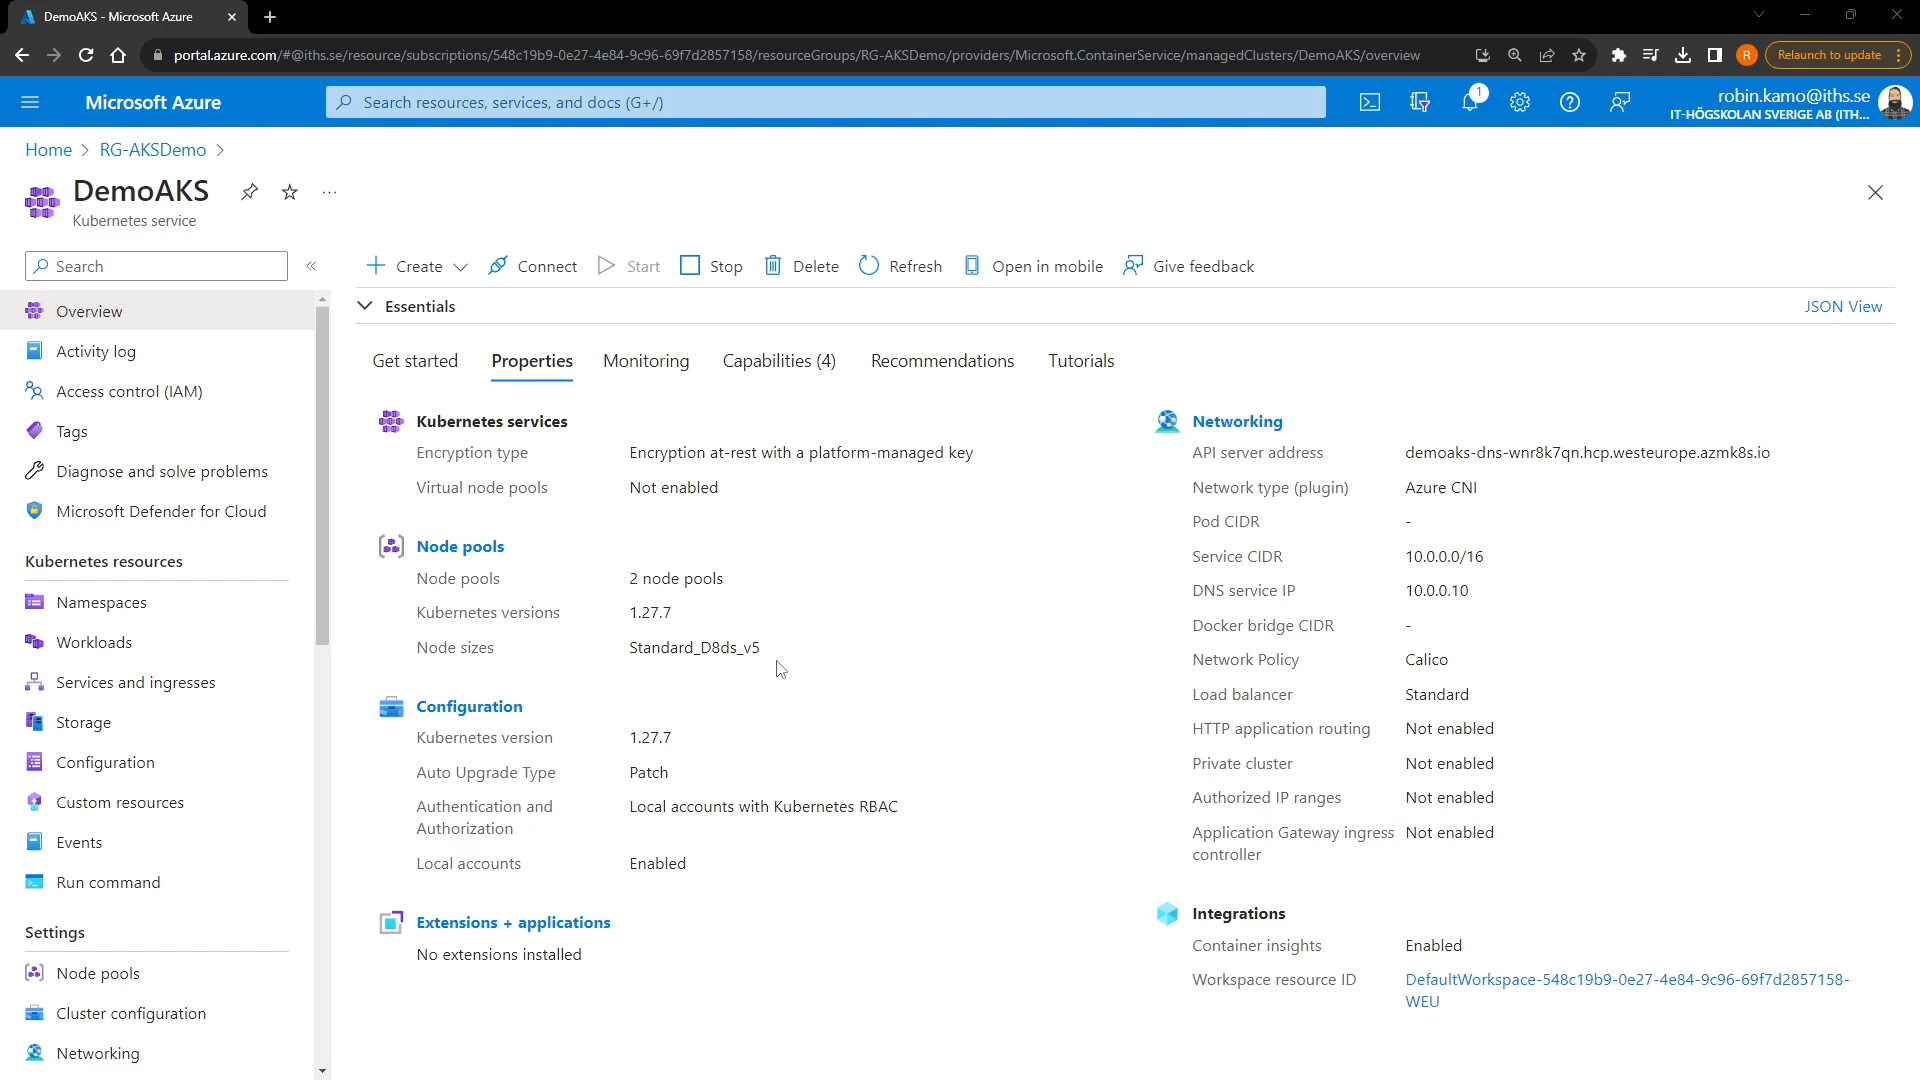 DemoAKS - Microsoft Azure
portal.azure.com/#@iths.se/resource/subscriptions/548c19b9-0e27-4e84-9c96-69f7d2857158/resourceGroups/RG-AKSDemo/providers/Microsoft.ContainerService/managedClusters/DemoAKS/overview
R
Relaunch to update
Microsoft Azure
Search resources, services, and docs (G+/)
1
robin.kamo@iths.se
IT-HÖGSKOLAN SVERIGE AB (ITH...
Home > RG-AKSDemo >
DemoAKS
Kubernetes service
Search
Create Connect Start Stop Delete Refresh Open in mobile Give feedback
Essentials
JSON View
Overview
Activity log
Access control (IAM)
Tags
Diagnose and solve problems
Microsoft Defender for Cloud
Kubernetes resources
Namespaces
Workloads
Services and ingresses
Storage
Configuration
Custom resources
Events
Run command
Settings
Node pools
Cluster configuration
Networking
Get started Properties Monitoring Capabilities (4) Recommendations Tutorials
Kubernetes services
Encryption type Encryption at-rest with a platform-managed key
Virtual node pools Not enabled
Node pools
Node pools 2 node pools
Kubernetes versions 1.27.7
Node sizes Standard_D8ds_v5
Configuration
Kubernetes version 1.27.7
Auto Upgrade Type Patch
Authentication and Local accounts with Kubernetes RBAC
Authorization
Local accounts Enabled
Extensions + applications
No extensions installed
Networking
API server address demoaks-dns-wnr8k7qn.hcp.westeurope.azmk8s.io
Network type (plugin) Azure CNI
Pod CIDR -
Service CIDR 10.0.0.0/16
DNS service IP 10.0.0.10
Docker bridge CIDR -
Network Policy Calico
Load balancer Standard
HTTP application routing Not enabled
Private cluster Not enabled
Authorized IP ranges Not enabled
Application Gateway ingress Not enabled
controller
Integrations
Container insights Enabled
Workspace resource ID DefaultWorkspace-548c19b9-0e27-4e84-9c96-69f7d2857158-
WEU